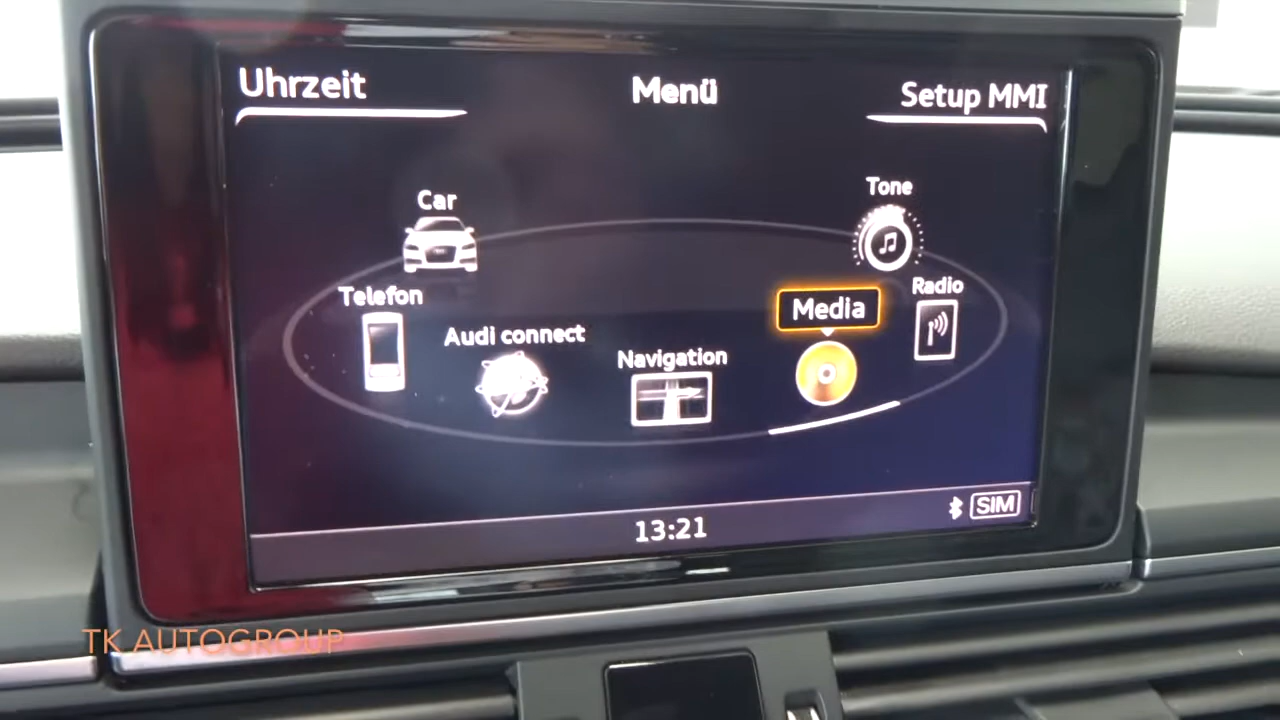 Uhrzeit
Menü
Setup MMI
Car
Tone
Telefon
Radio
Audi connect
Media
Navigation
13:21
SIM
TK AUTOGROUP